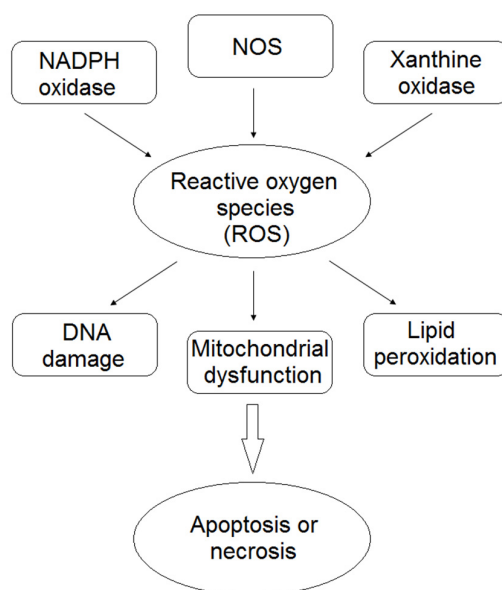 NADPH
oxidase
NOS
Xanthine
oxidase
Reactive oxygen
species
(ROS)
DNA
damage
Mitochondrial
dysfunction
Lipid
peroxidation
Apoptosis or
necrosis